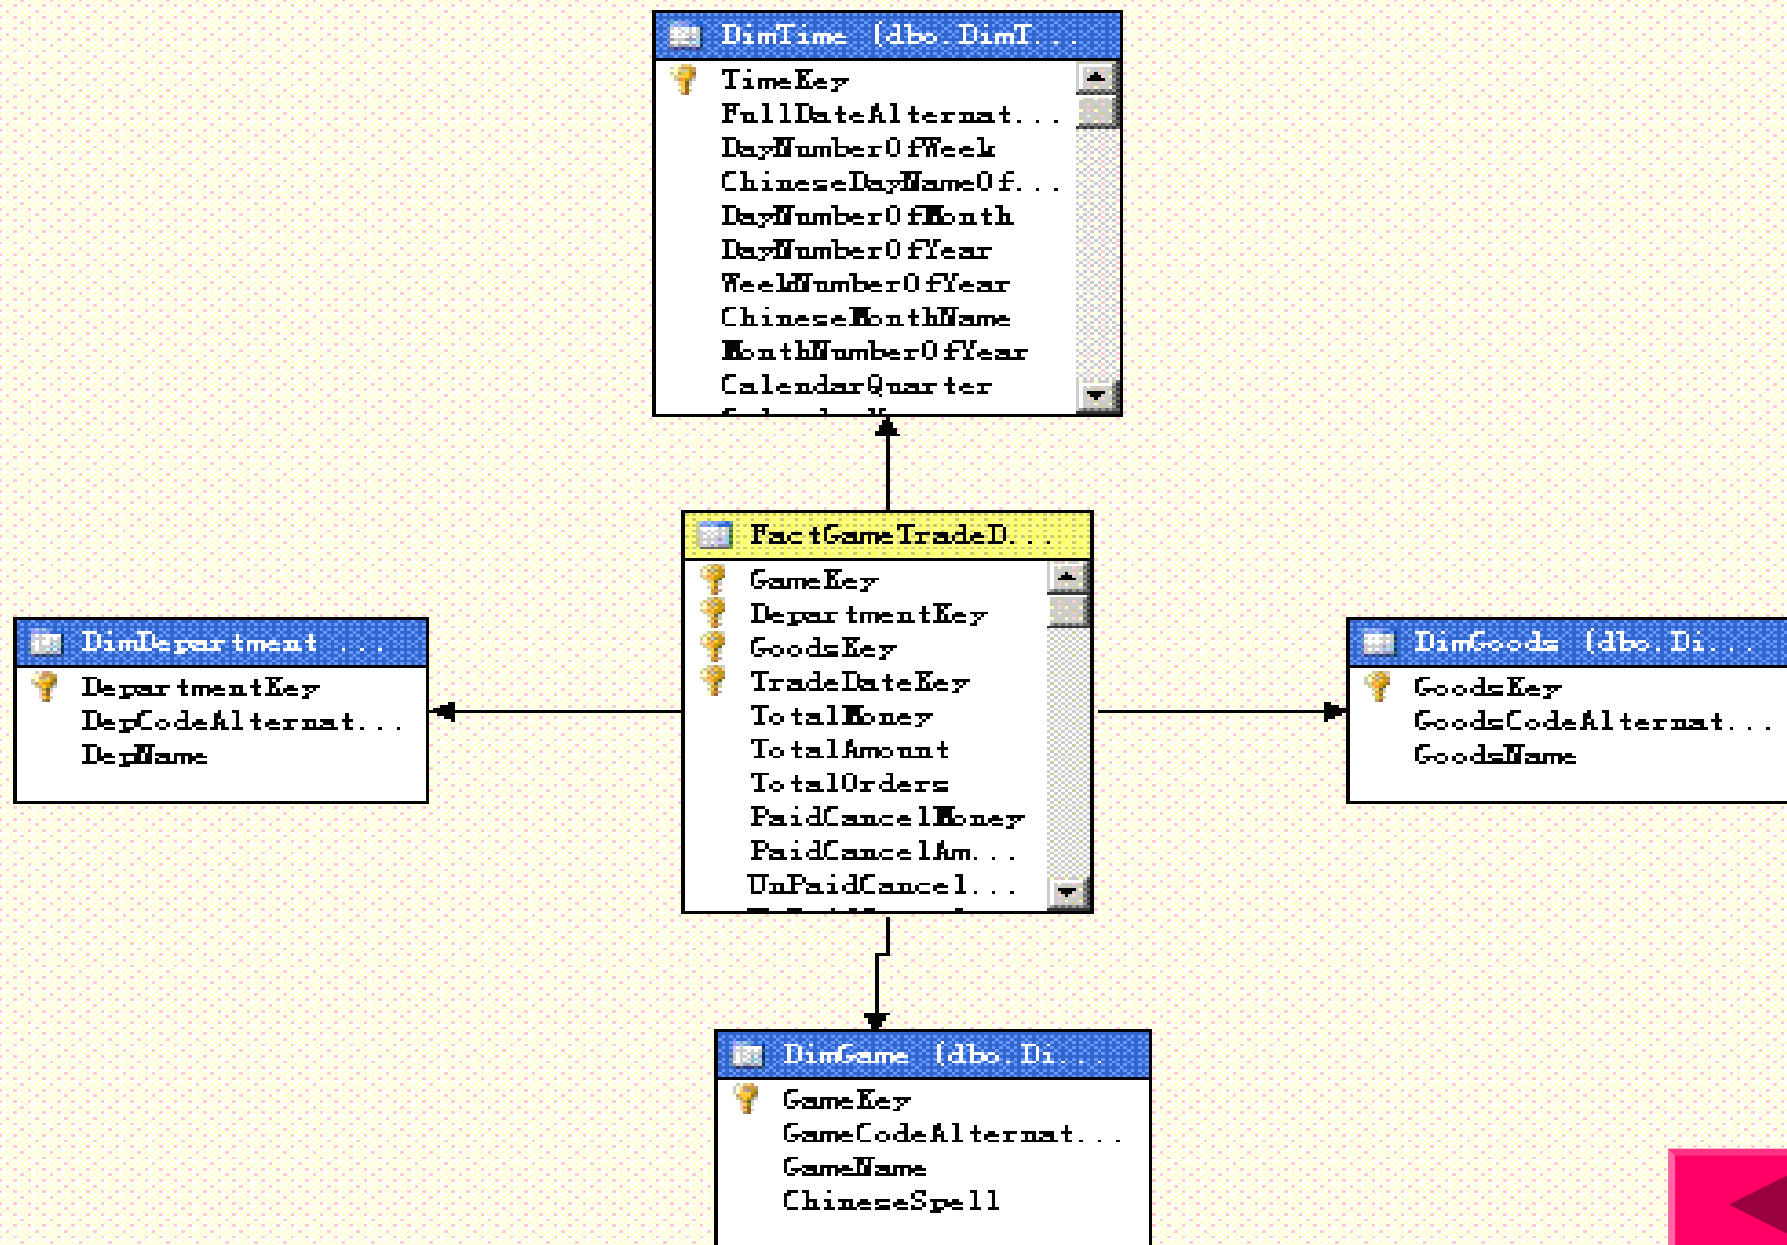 DimTime (dbo.DimT...
TimeKey
FullDateAlternat...
DayNumberOfWeek
ChineseDayNameOf...
DayNumberOfMonth
DayNumberOfYear
WeekNumberOfYear
ChineseMonthName
MonthNumberOfYear
CalendarQuarter
FactGameTradeD...
GameKey
DepartmentKey
GoodsKey
TradeDateKey
TotalMoney
TotalAmount
TotalOrders
PaidCancelMoney
PaidCancelAm...
UnPaidCancel...
DimDepartment ...
DepartmentKey
DepCodeAlternat...
DepName
DimGoods (dbo.Di...
GoodsKey
GoodsCodeAlternat...
GoodsName
DimGame (dbo.Di...
GameKey
GameCodeAlternat...
GameName
ChineseSpell